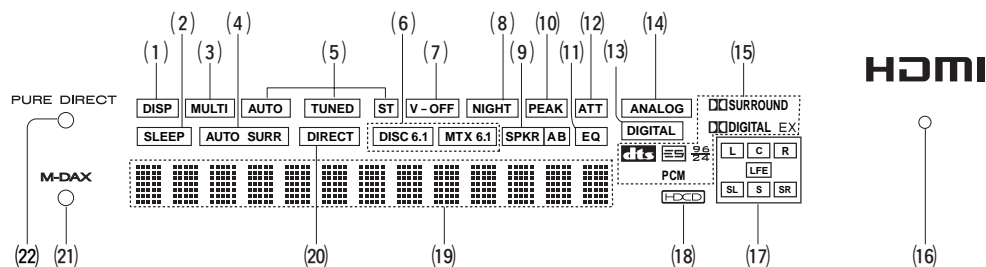 (1) (2) (3) (4) (5) (6) (7) (8) (9) (10) (11) (12) (13) (14) (15)
HDMI
PURE DIRECT
DISP MULTI AUTO TUNED ST V – OFF NIGHT PEAK ATT ANALOG DIGITAL SURROUND
SLEEP AUTO SURR DIRECT DISC 6.1 MTX 6.1 SPKR A B EQ DIGITAL DIGITAL EX
dts ES 96/24
L C R
M-DAX
PCM
LFE
HDCD
SL S SR
(22) (21) (20) (19) (18) (17) (16)